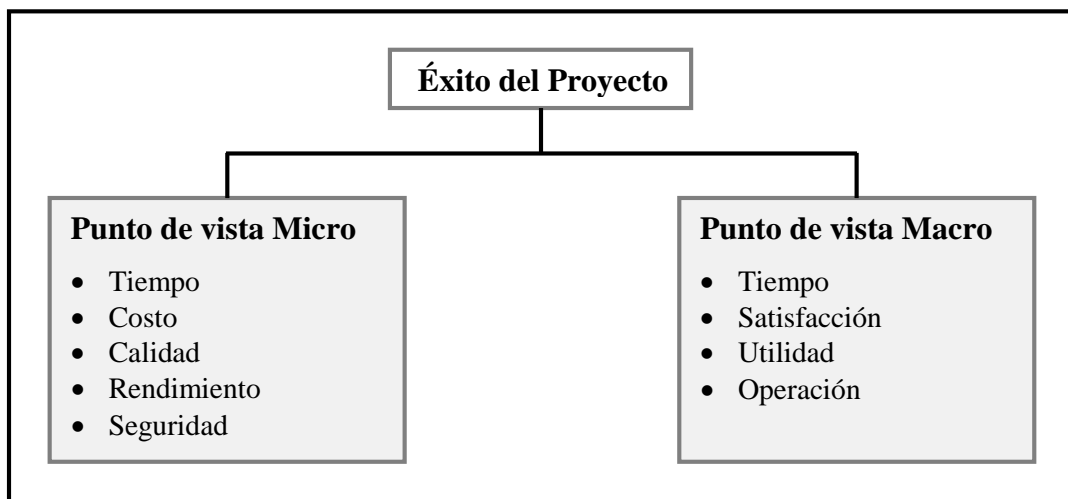 Éxito del Proyecto
Punto de vista Micro
• Tiempo
• Costo
• Calidad
• Rendimiento
• Seguridad
Punto de vista Macro
• Tiempo
• Satisfacción
• Utilidad
• Operación